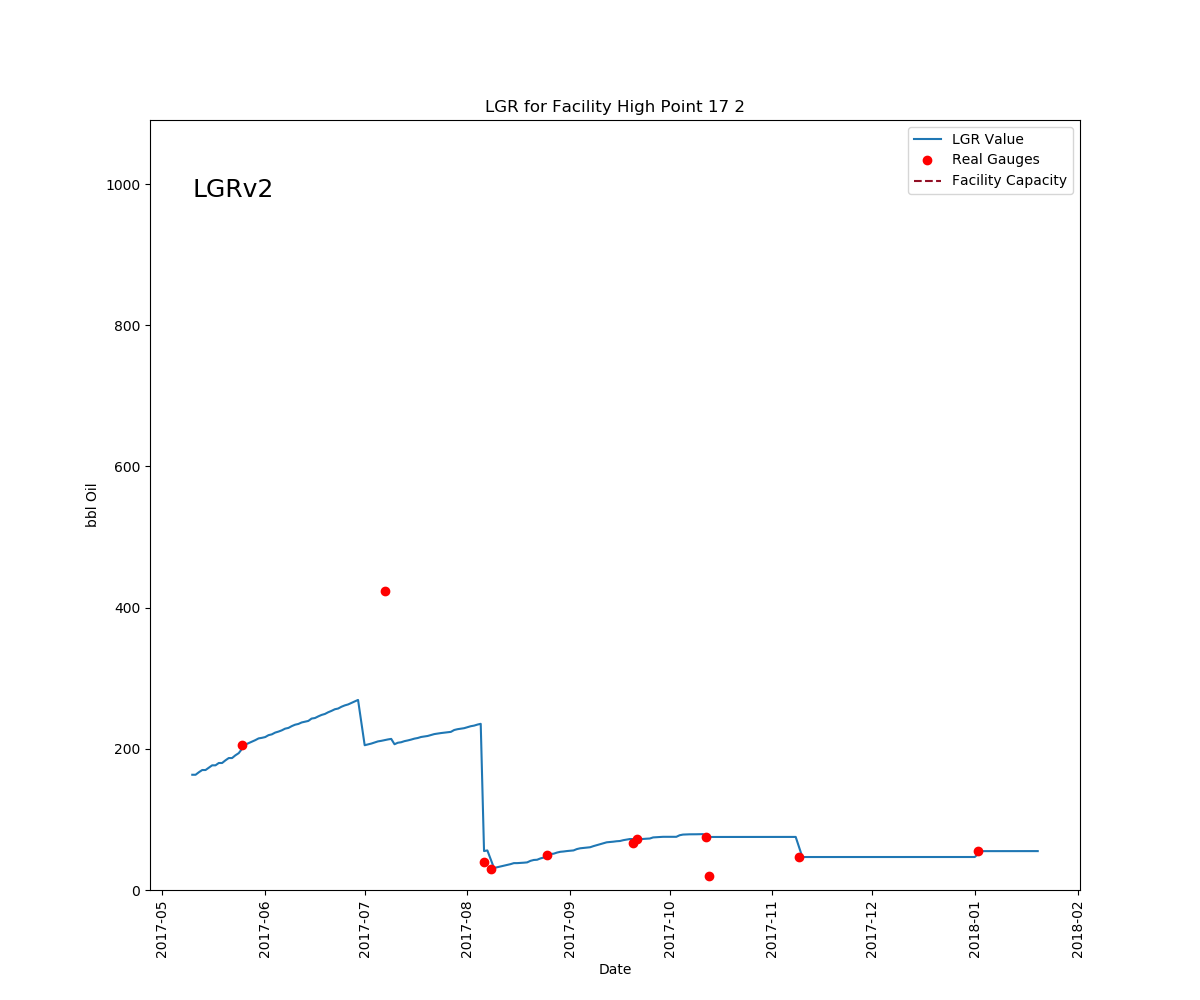 LGR for Facility High Point 17 2
LGRv2
LGR Value
Real Gauges
Facility Capacity
bbl Oil
1000
800
600
400
200
0
2017-05
2017-06
2017-07
2017-08
2017-09
2017-10
2017-11
2017-12
2018-01
2018-02
Date